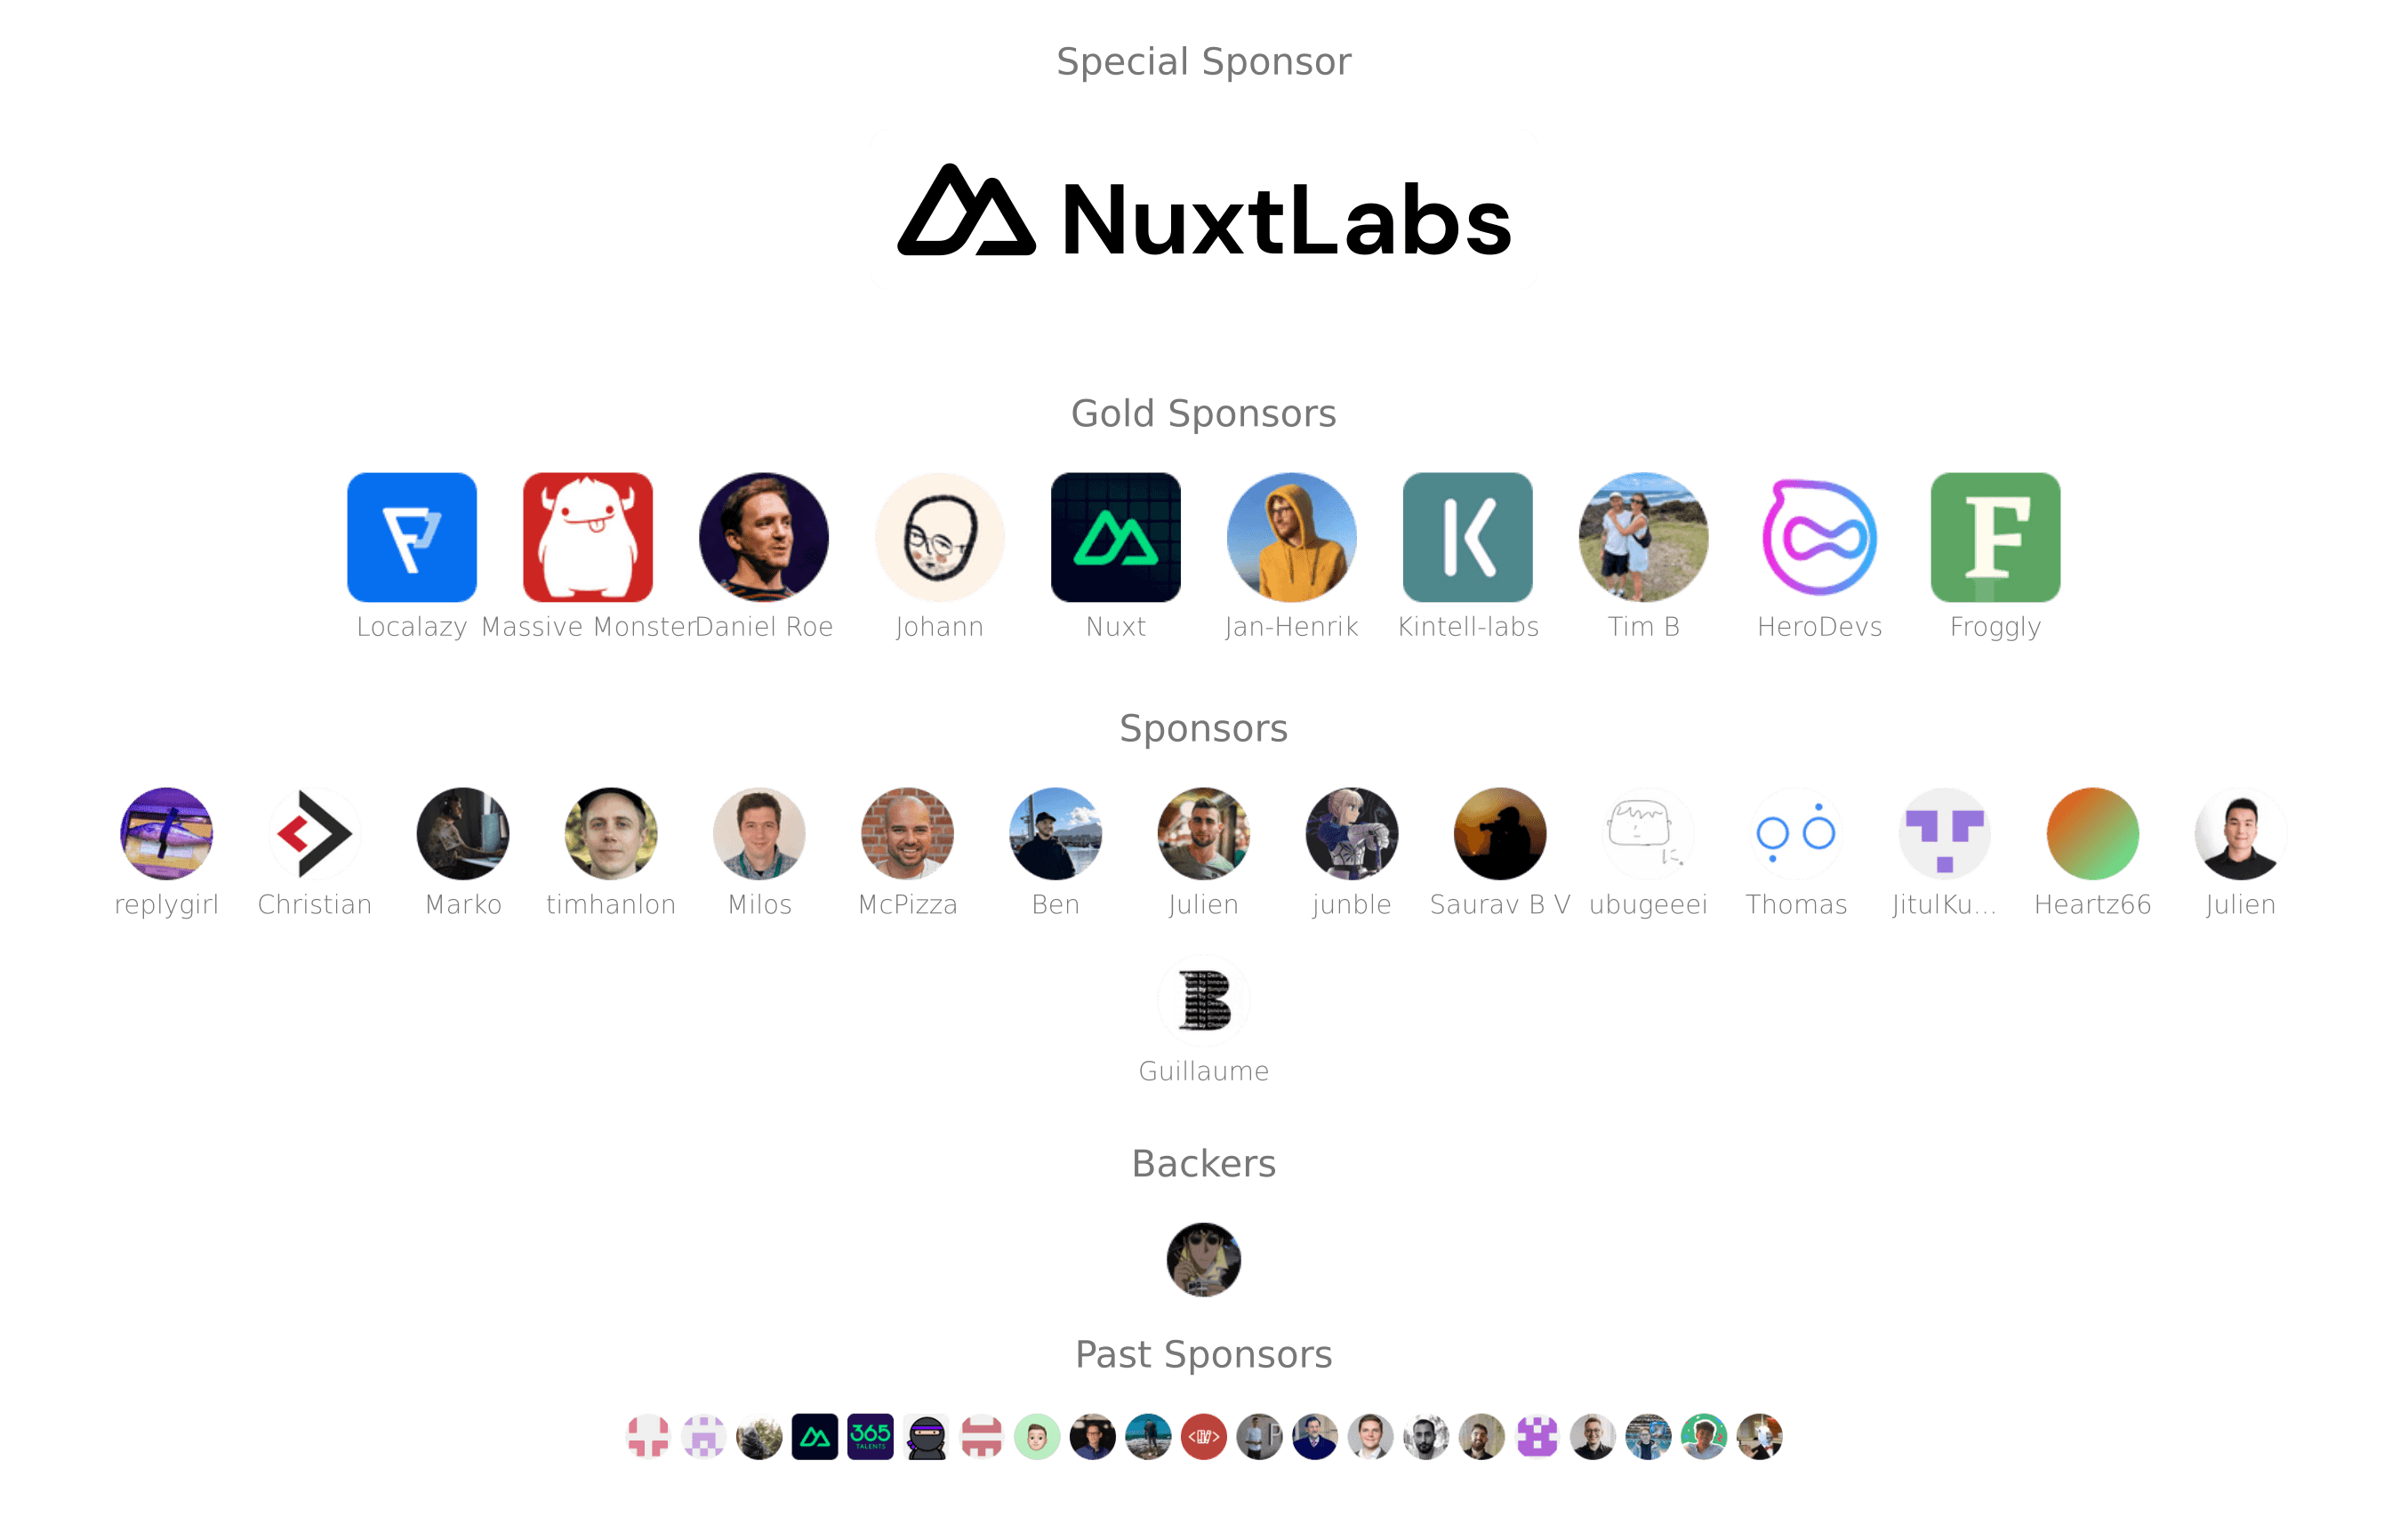 Special Sponsor
NuxtLabs
Gold Sponsors
Localazy Massive Monster Daniel Roe Johann Nuxt Jan-Henrik Kintell-labs Tim B HeroDevs Froggly
Sponsors
replygirl Christian Marko timhanlon Milos McPizza Ben Julien junble Saurav B V ubugeeei Thomas JitulKu... Heartz66 Julien
Guillaume
Backers
Past Sponsors
365
TALENTS